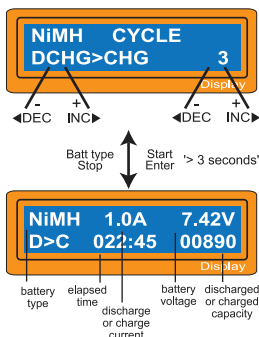 NiMH CYCLE
DCHG>CHG 3
Display
- + - +
◀DEC INC▶ ◀DEC INC▶
Batt type Start '> 3 seconds'
Stop Enter
NiMH 1.0A 7.42V
D>C 022:45 00890
Display
battery type
elapsed time
discharge or charge current
battery voltage
discharged or charged capacity